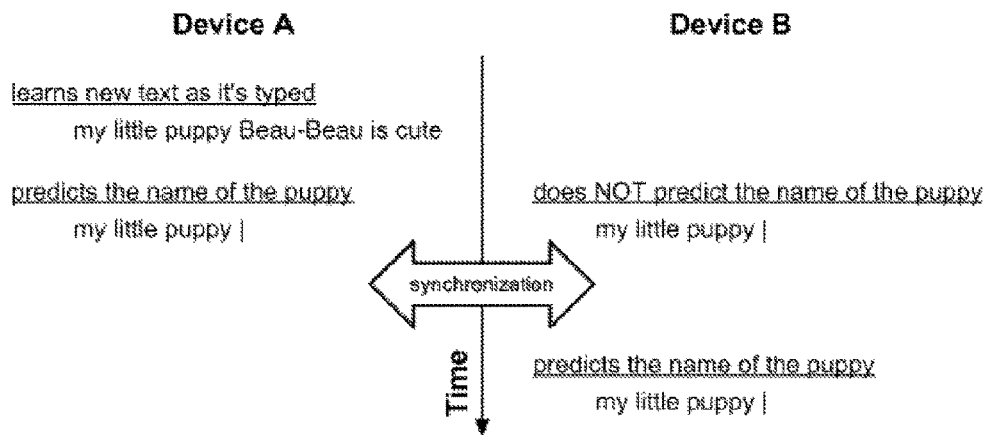 Device A
Device B
learns new text as it's typed
my little puppy Beau-Beau is cute
predicts the name of the puppy
my little puppy |
does NOT predict the name of the puppy
my little puppy |
synchronization
Time
predicts the name of the puppy
my little puppy |